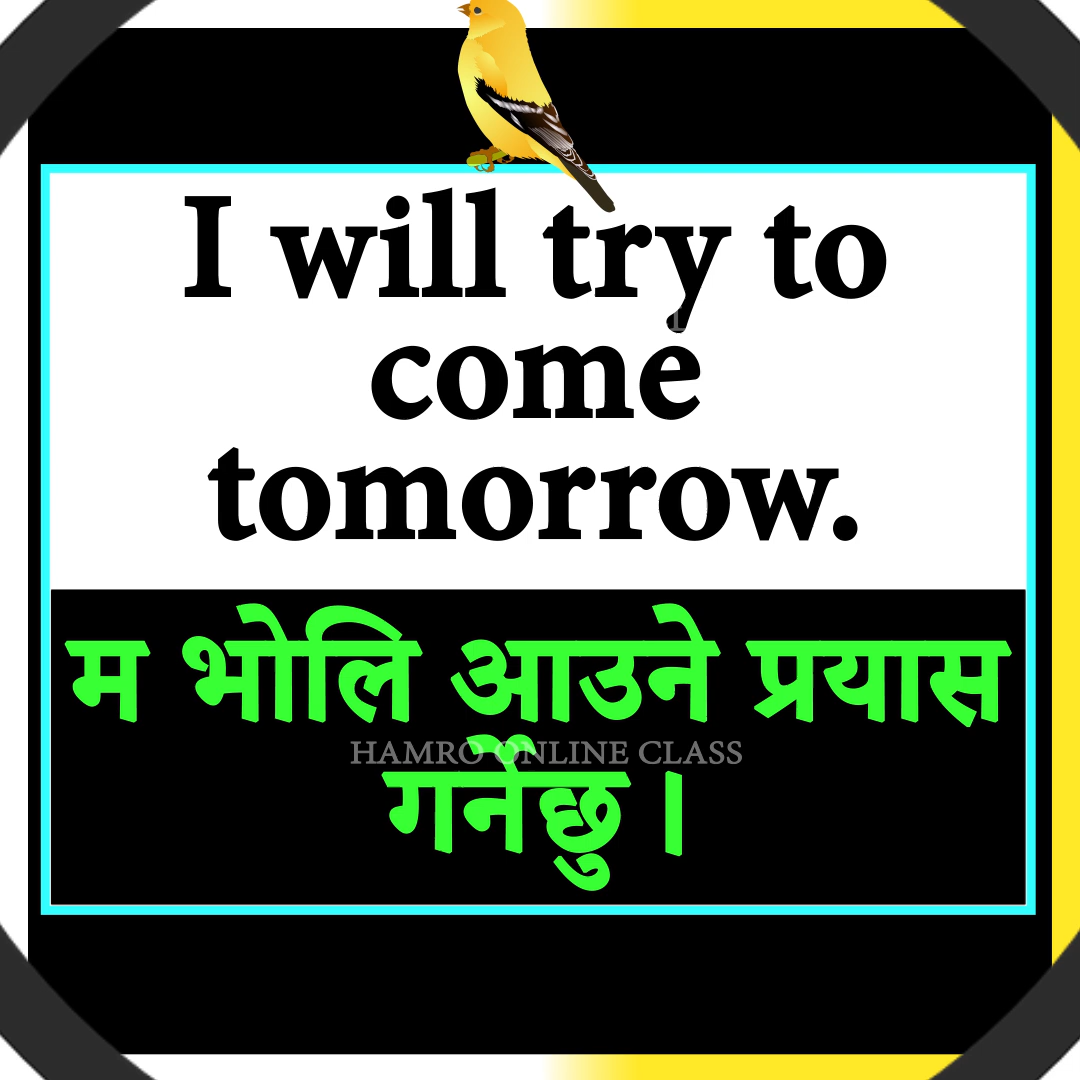 I will try to
come
tomorrow.
म भोलि आउने प्रयास
HAMRO ONLINE CLASS
गर्नेछु ।